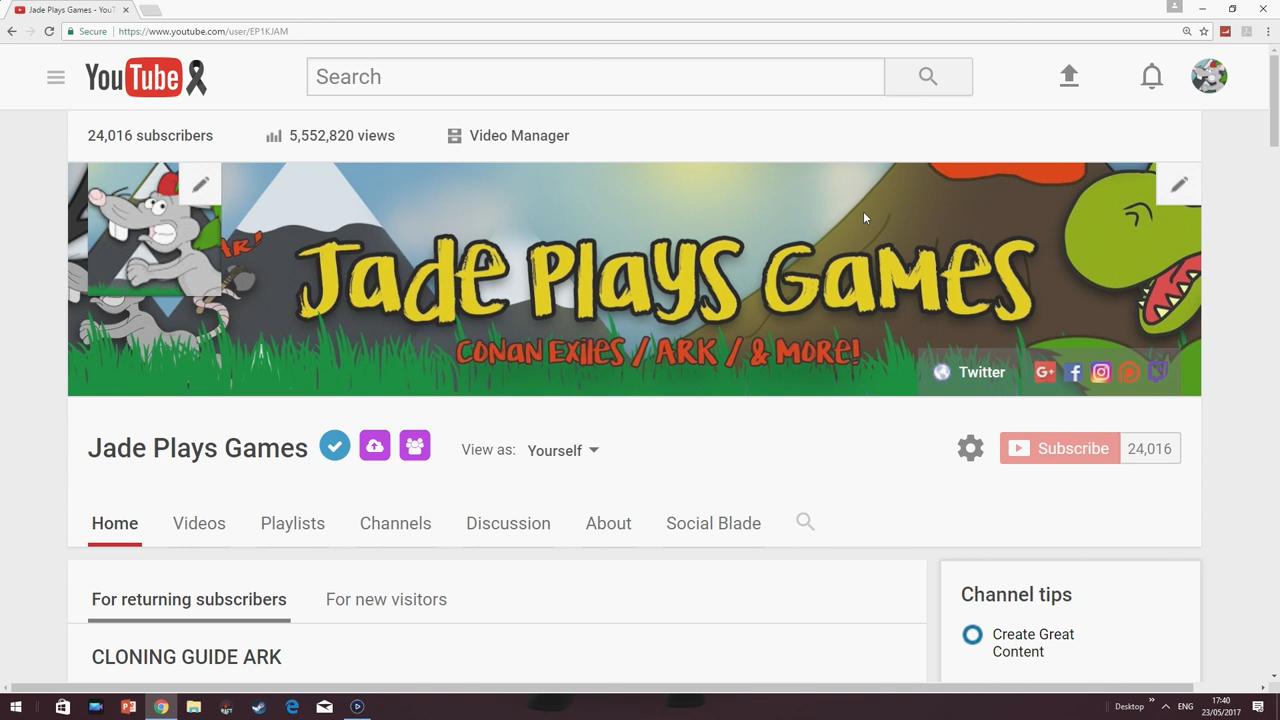 Jade Plays Games - YouT
Secure https://www.youtube.com/user/EP1KJAM
YouTube
Search
24,016 subscribers 5,552,820 views Video Manager
AR!
Jade Plays Games
CONAN EXILES / ARK / & MORE!
Twitter G+
Jade Plays Games View as: Yourself Subscribe 24,016
Home Videos Playlists Channels Discussion About Social Blade
For returning subscribers For new visitors
Channel tips
Create Great
Content
CLONING GUIDE ARK
Desktop ENG 17:40
23/05/2017